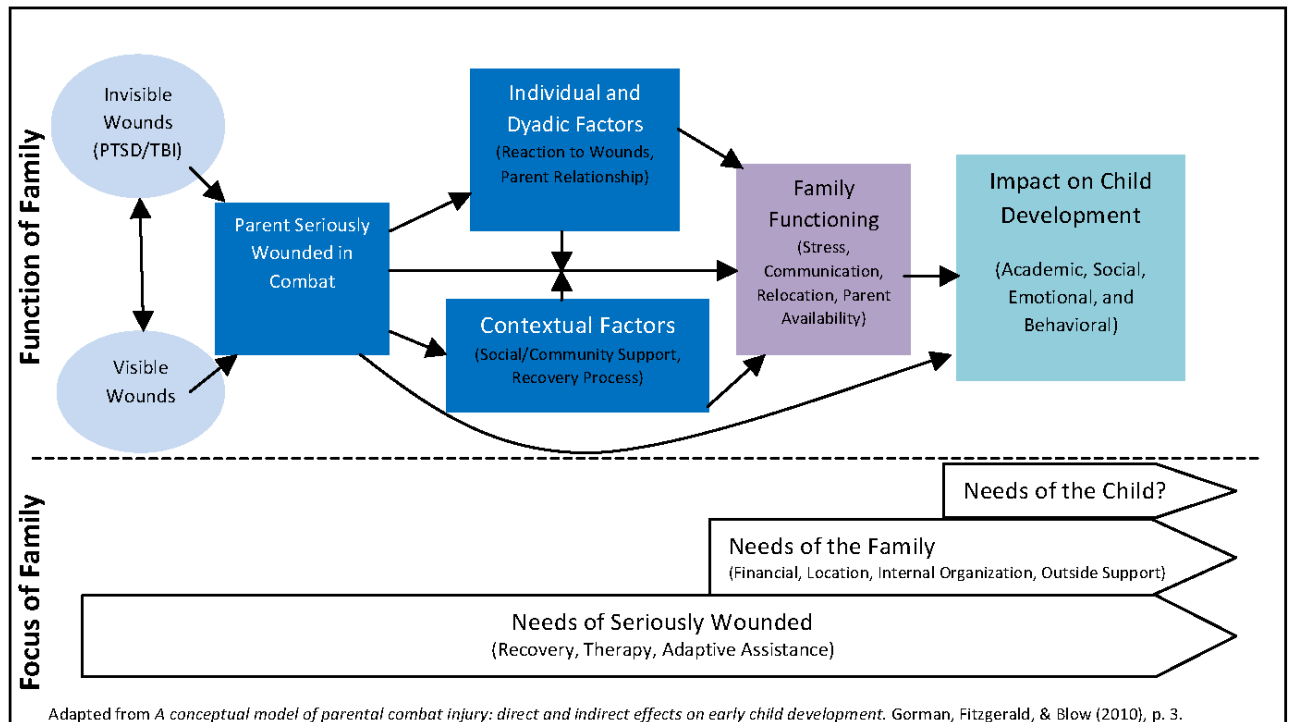 Function of Family
Invisible
Wounds
(PTSD/TBI)
Visible
Wounds
Parent Seriously
Wounded in
Combat
Individual and
Dyadic Factors
(Reaction to Wounds,
Parent Relationship)
Contextual Factors
(Social/Community Support,
Recovery Process)
Family
Functioning
(Stress,
Communication,
Relocation, Parent
Availability)
Impact on Child
Development
(Academic, Social,
Emotional, and
Behavioral)
Focus of Family
Needs of the Child?
Needs of the Family
(Financial, Location, Internal Organization, Outside Support)
Needs of Seriously Wounded
(Recovery, Therapy, Adaptive Assistance)
Adapted from A conceptual model of parental combat injury: direct and indirect effects on early child development. Gorman, Fitzgerald, & Blow (2010), p. 3.